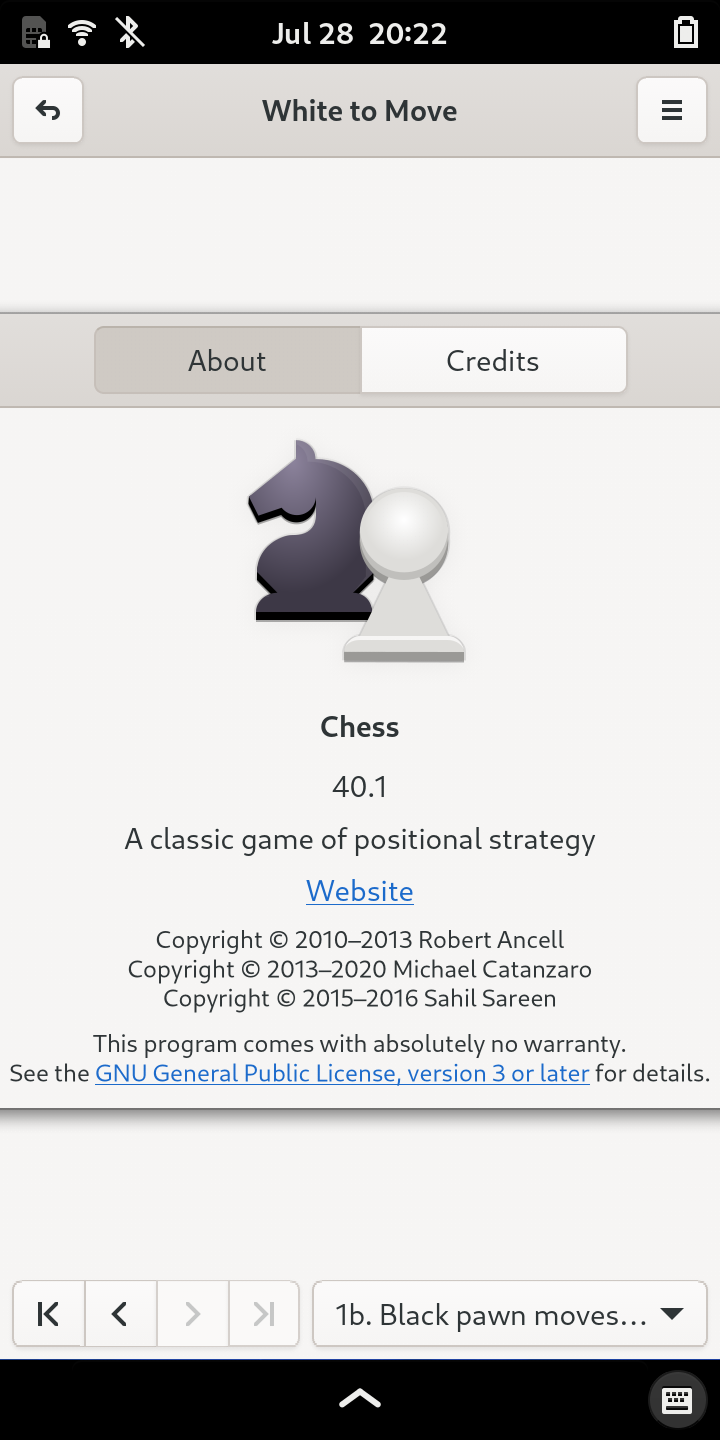 Jul 28 20:22
White to Move
About
Credits
Chess
40.1
A classic game of positional strategy
Website
Copyright © 2010–2013 Robert Ancell
Copyright © 2013–2020 Michael Catanzaro
Copyright © 2015–2016 Sahil Sareen
This program comes with absolutely no warranty.
See the GNU General Public License, version 3 or later for details.
1b. Black pawn moves…